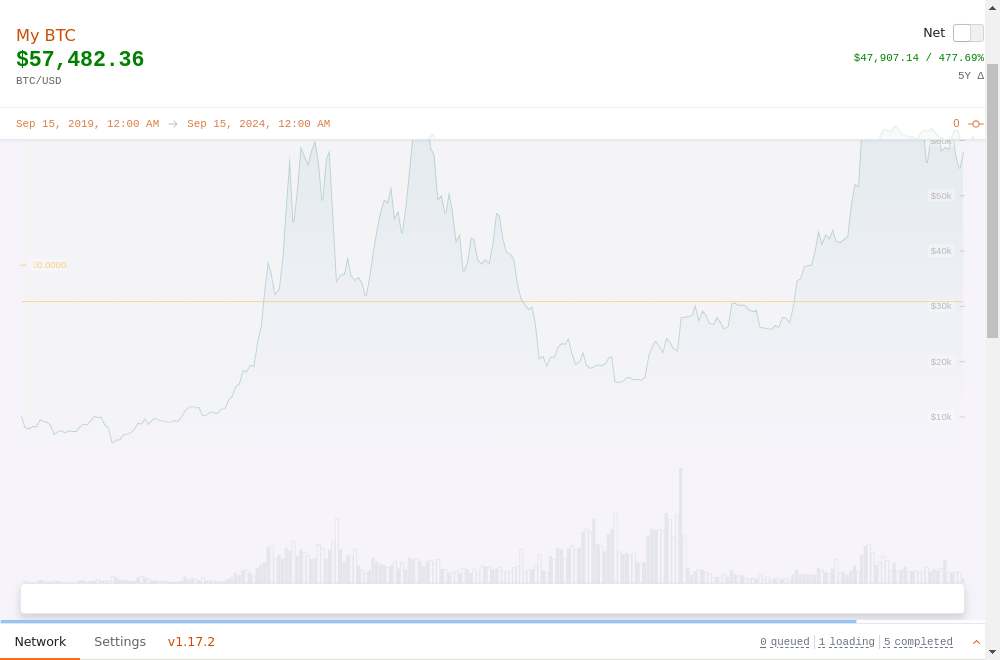 My BTC
Net
$57,482.36
$47,907.14 / 477.69%
BTC/USD
5Y Δ
Sep 15, 2019, 12:00 AM → Sep 15, 2024, 12:00 AM
0
$60k
$50k
$40k
0.0000
$30k
$20k
$10k
Network Settings v1.17.2
0 queued 1 loading 5 completed